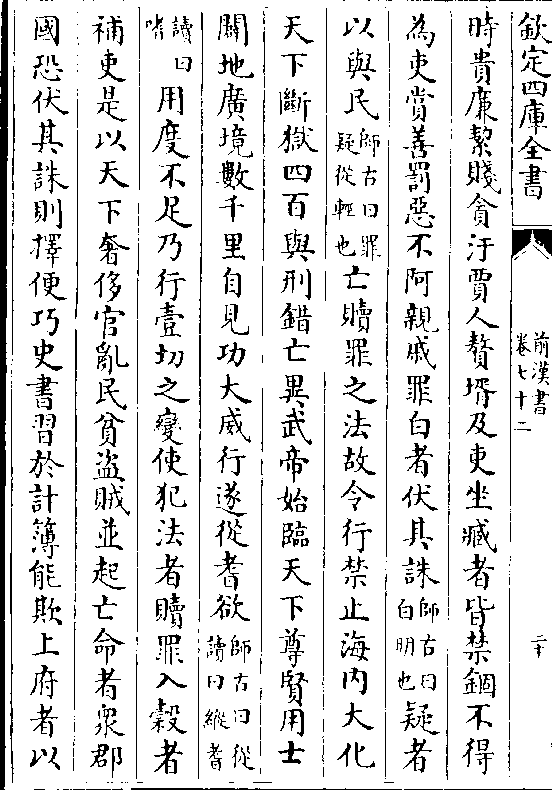 欽定四庫全書
前漢書
卷七十二
二十
時貴廉絜賤貪汙賈人贅壻及吏坐臧者皆禁錮不得
為吏賞善罰惡不阿親戚罪白者伏其誅師古曰白明也疑者
以與民師古曰罪疑從輕也亡贖罪之法故令行禁止海內大化
天下斷獄四百與刑錯亡異武帝始臨天下尊賢用士
闢地廣境數千里自見功大威行遂從耆欲師古曰從讀曰縱耆
讀曰嗜用度不足乃行壹切之變使犯法者贖罪入穀者
補吏是以天下奢侈官亂民貧盜賊並起亡命者衆郡
國恐伏其誅則擇便巧史書習於計簿能欺上府者以